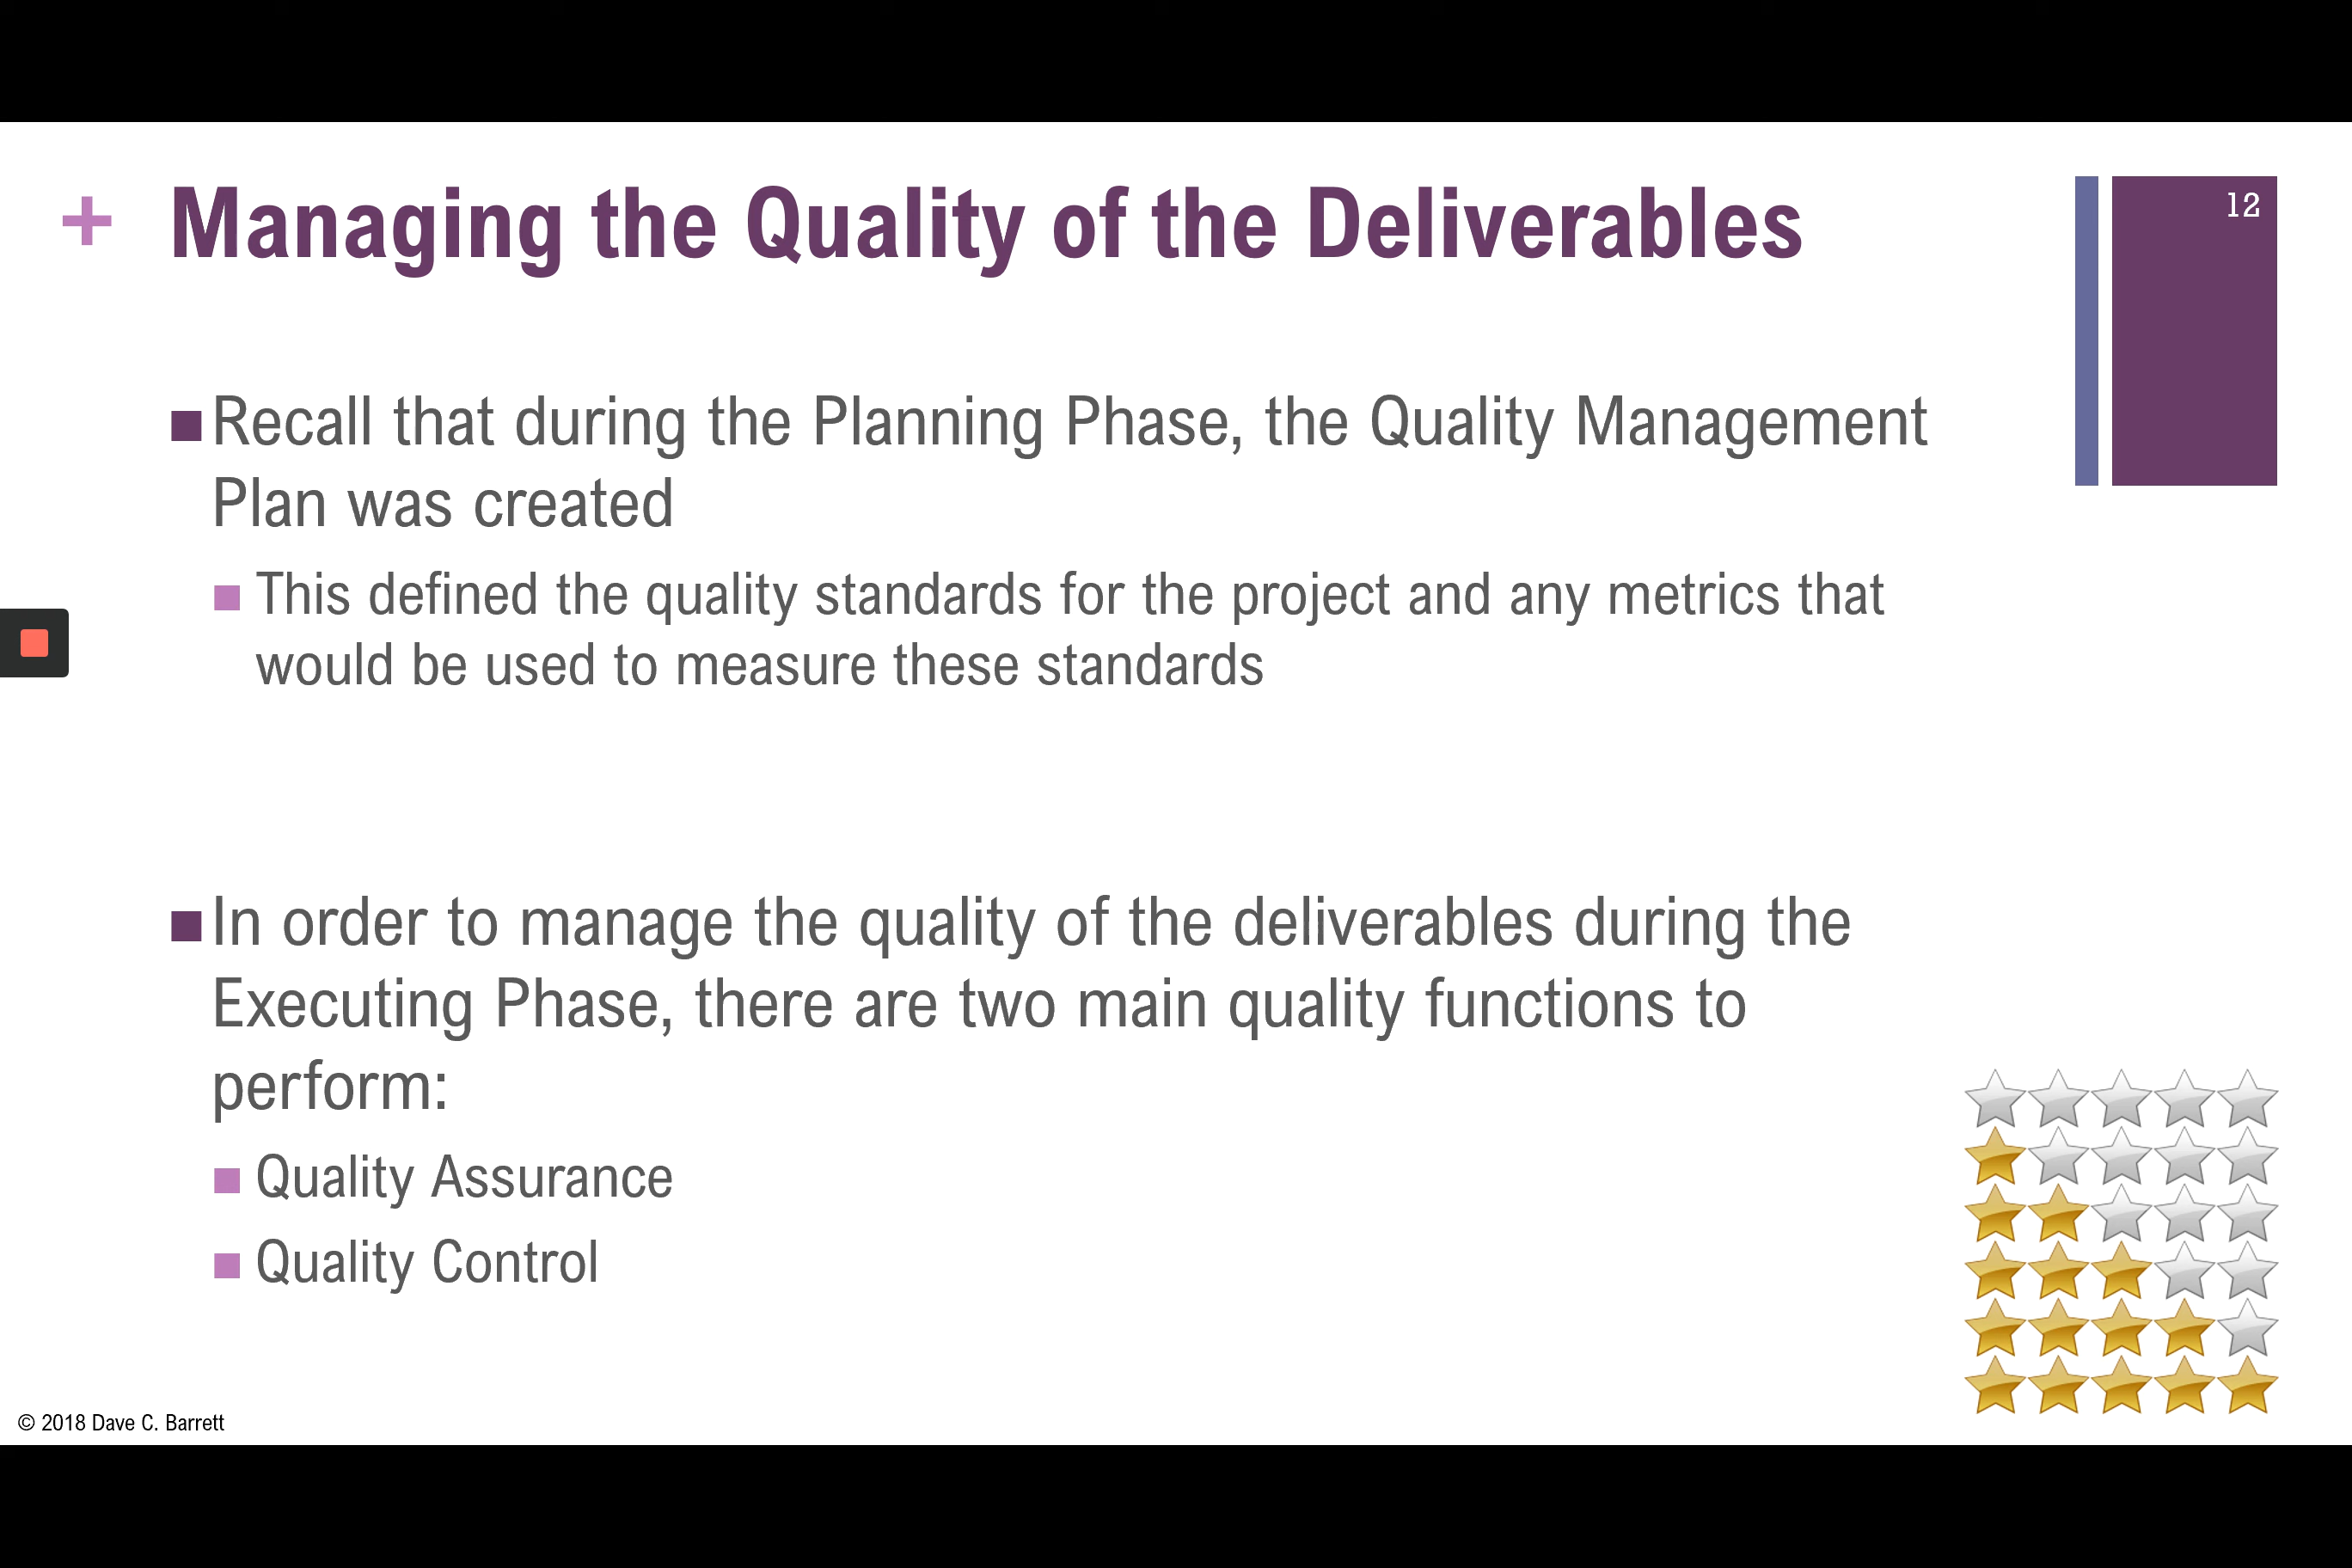 + Managing the Quality of the Deliverables
12
Recall that during the Planning Phase, the Quality Management
Plan was created
This defined the quality standards for the project and any metrics that
would be used to measure these standards
In order to manage the quality of the deliverables during the
Executing Phase, there are two main quality functions to
perform:
Quality Assurance
Quality Control
© 2018 Dave C. Barrett